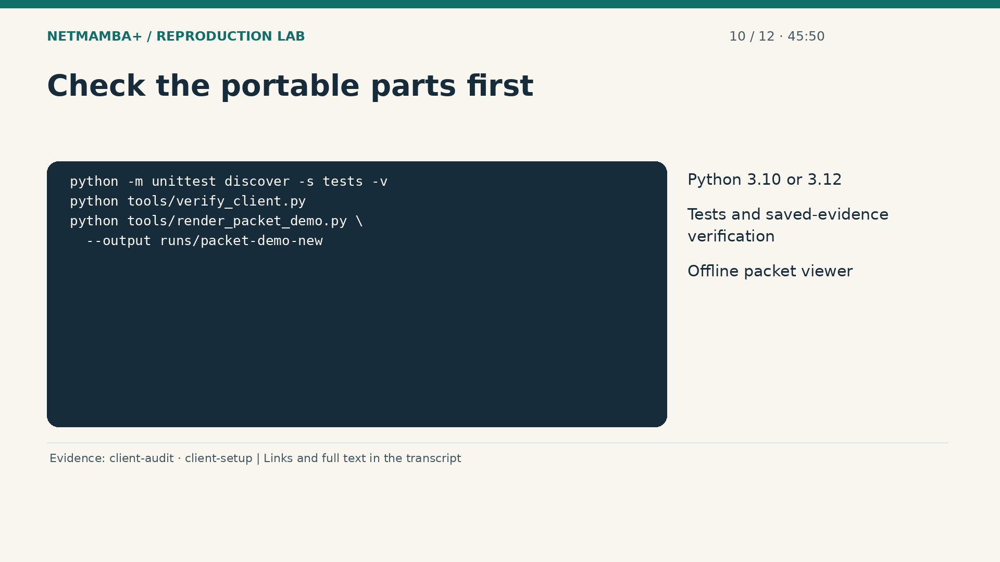 NETMAMBA+ / REPRODUCTION LAB
10 / 12 · 45:50
Check the portable parts first
python -m unittest discover -s tests -v
python tools/verify_client.py
python tools/render_packet_demo.py \
  --output runs/packet-demo-new
Python 3.10 or 3.12
Tests and saved-evidence
verification
Offline packet viewer
Evidence: client-audit · client-setup | Links and full text in the transcript